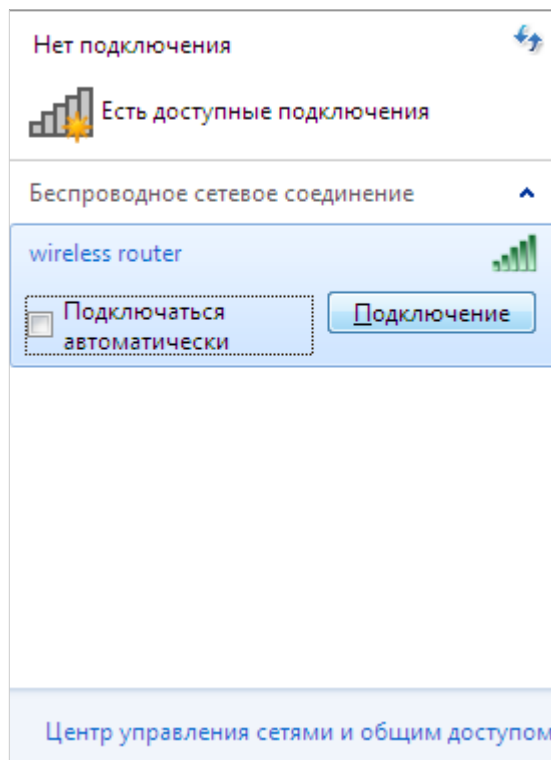 Нет подключения
Есть доступные подключения
Беспроводное сетевое соединение
wireless router
Подключаться
автоматически
Подключение
Центр управления сетями и общим доступом